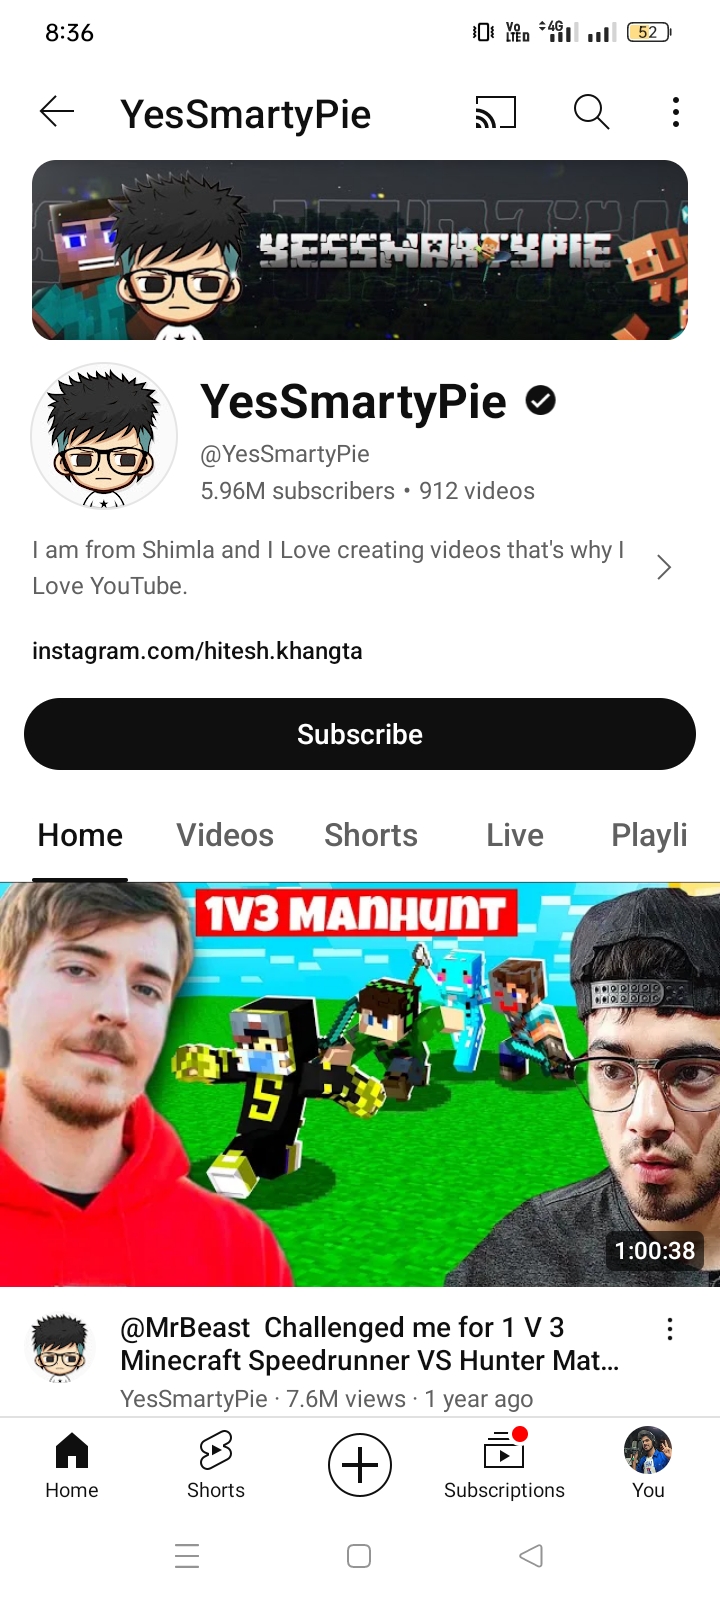 8:36
Vo LTED
4G
52
YesSmartyPie
YESSMARTYPIE
YesSmartyPie
@YesSmartyPie
5.96M subscribers • 912 videos
I am from Shimla and I Love creating videos that's why I
Love YouTube.
instagram.com/hitesh.khangta
Subscribe
Home Videos Shorts Live Playli
1V3 MANHUNT
S
1:00:38
@MrBeast Challenged me for 1 V 3
Minecraft Speedrunner VS Hunter Mat...
YesSmartyPie · 7.6M views · 1 year ago
Home Shorts Subscriptions You